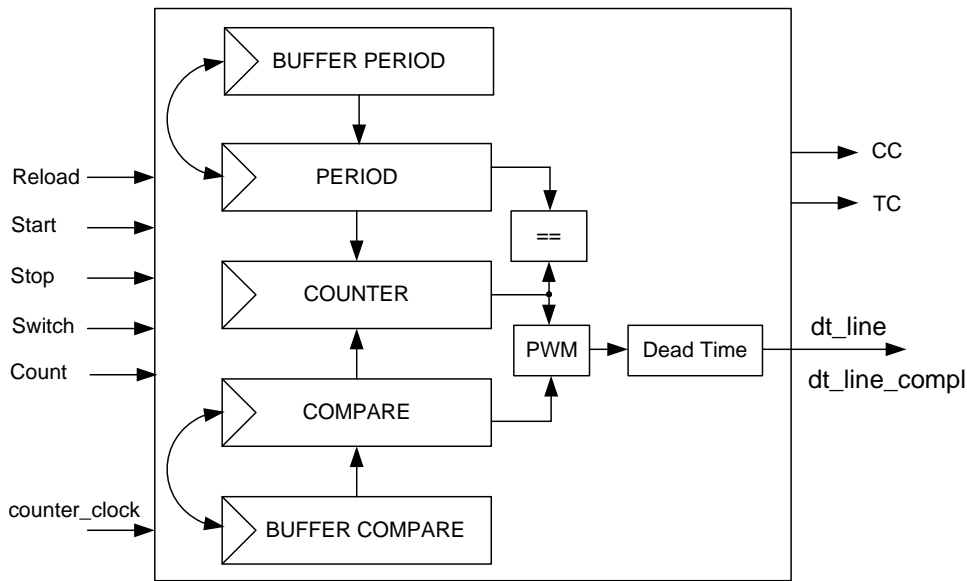 BUFFER PERIOD
PERIOD
CC
Reload
TC
Start
==
Stop
COUNTER
Switch
dt_line
PWM
Dead Time
Count
dt_line_compl
COMPARE
counter_clock
BUFFER COMPARE